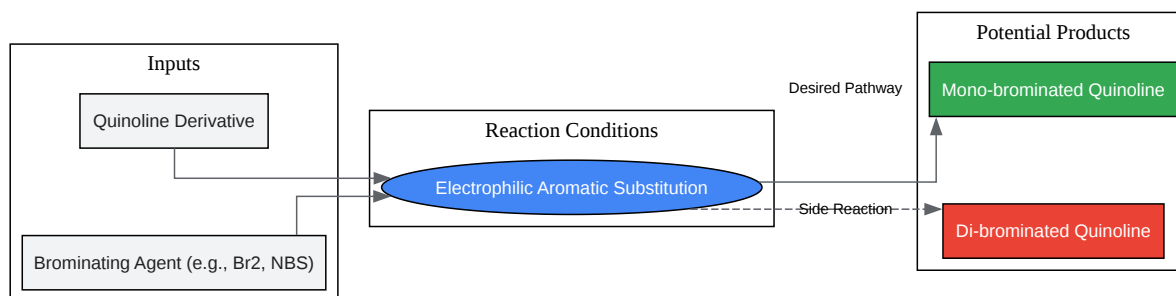 Inputs
Quinoline Derivative
Brominating Agent (e.g., Br2, NBS)
Reaction Conditions
Electrophilic Aromatic Substitution
Desired Pathway
Side Reaction
Potential Products
Mono-brominated Quinoline
Di-brominated Quinoline